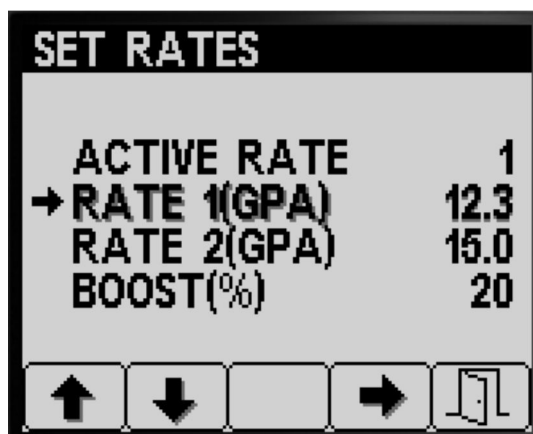 SET RATES
ACTIVE RATE 1
RATE 1(GPA) 12.3
RATE 2(GPA) 15.0
BOOST(%) 20